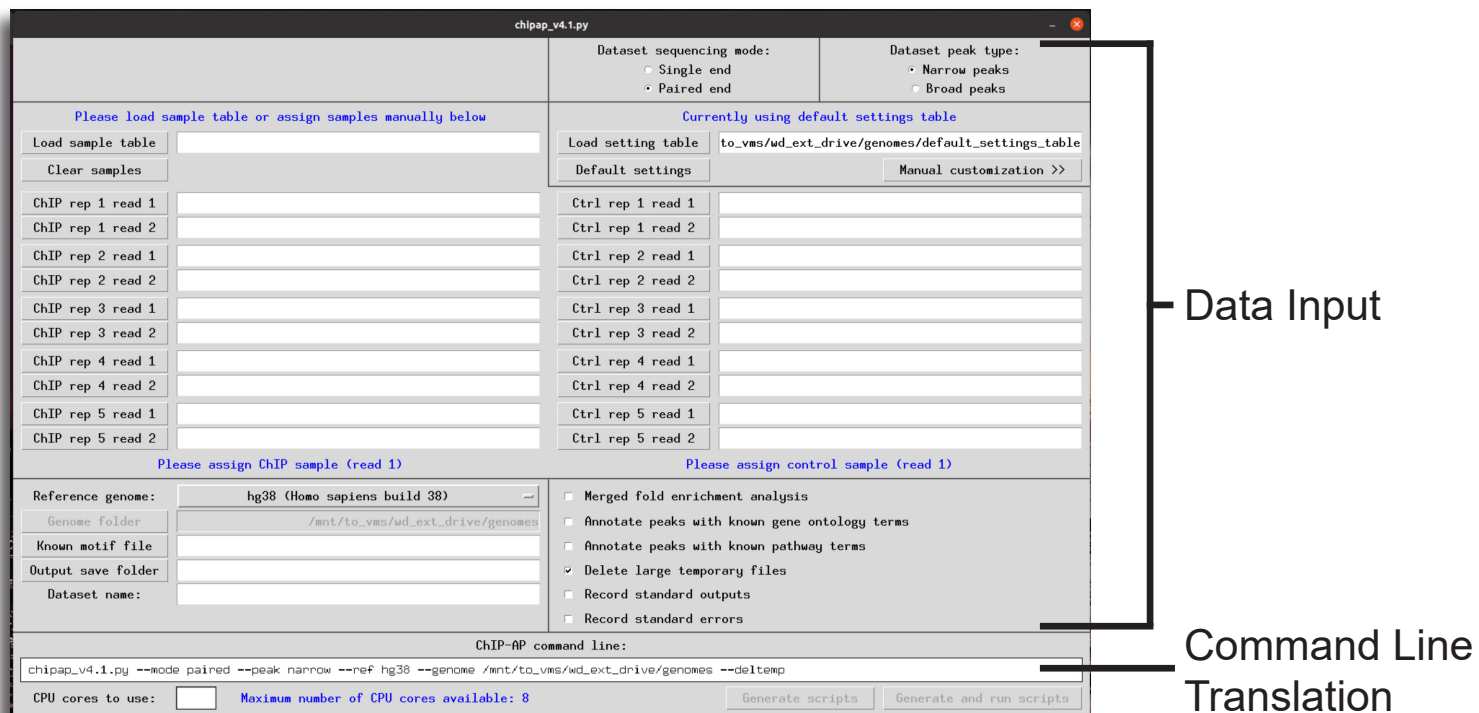 chipap_v4.1.py
Dataset sequencing mode:
Single end
Paired end
Dataset peak type:
Narrow peaks
Broad peaks
Please load sample table or assign samples manually below
Currently using default settings table
Load sample table
Load setting table to_vms/wd_ext_drive/genomes/default_settings_table
Clear samples
Default settings
Manual customization >>
ChIP rep 1 read 1
ChIP rep 1 read 2
ChIP rep 2 read 1
ChIP rep 2 read 2
ChIP rep 3 read 1
ChIP rep 3 read 2
ChIP rep 4 read 1
ChIP rep 4 read 2
ChIP rep 5 read 1
ChIP rep 5 read 2
Please assign ChIP sample (read 1)
Ctrl rep 1 read 1
Ctrl rep 1 read 2
Ctrl rep 2 read 1
Ctrl rep 2 read 2
Ctrl rep 3 read 1
Ctrl rep 3 read 2
Ctrl rep 4 read 1
Ctrl rep 4 read 2
Ctrl rep 5 read 1
Ctrl rep 5 read 2
Please assign control sample (read 1)
Reference genome: hg38 (Homo sapiens build 38)
Genome folder /mnt/to_vms/wd_ext_drive/genomes
Known motif file
Output save folder
Dataset name:
Merged fold enrichment analysis
Annotate peaks with known gene ontology terms
Annotate peaks with known pathway terms
Delete large temporary files
Record standard outputs
Record standard errors
ChIP-AP command line:
chipap_v4.1.py --mode paired --peak narrow --ref hg38 --genome /mnt/to_vms/wd_ext_drive/genomes --deltemp
CPU cores to use:
Maximum number of CPU cores available: 8
Generate scripts
Generate and run scripts
Data Input
Command Line
Translation